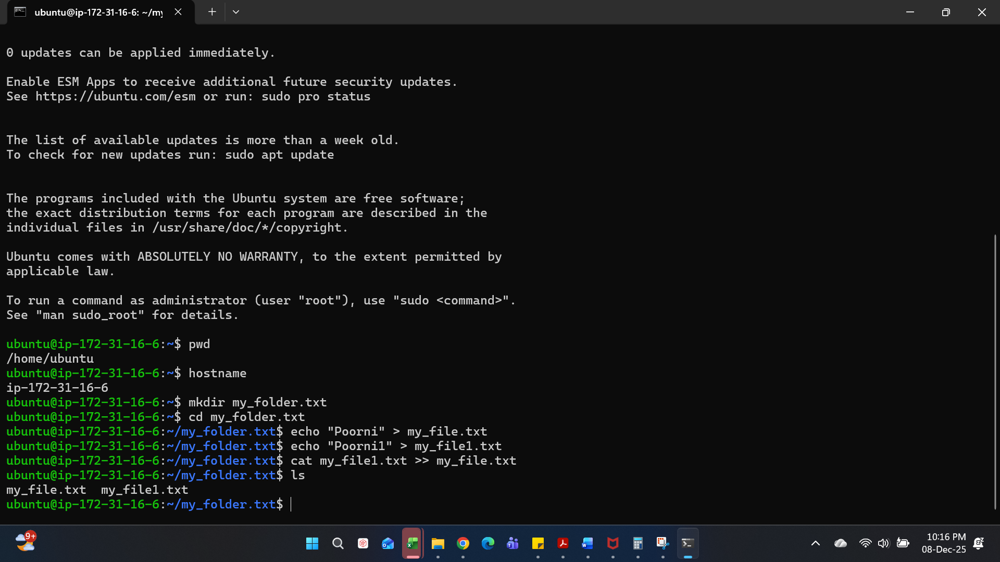 ubuntu@ip-172-31-16-6: ~/my
0 updates can be applied immediately.
Enable ESM Apps to receive additional future security updates.
See https://ubuntu.com/esm or run: sudo pro status
The list of available updates is more than a week old.
To check for new updates run: sudo apt update
The programs included with the Ubuntu system are free software;
the exact distribution terms for each program are described in the
individual files in /usr/share/doc/*/copyright.
Ubuntu comes with ABSOLUTELY NO WARRANTY, to the extent permitted by
applicable law.
To run a command as administrator (user "root"), use "sudo <command>".
See "man sudo_root" for details.
ubuntu@ip-172-31-16-6:~$ pwd
/home/ubuntu
ubuntu@ip-172-31-16-6:~$ hostname
ip-172-31-16-6
ubuntu@ip-172-31-16-6:~$ mkdir my_folder.txt
ubuntu@ip-172-31-16-6:~$ cd my_folder.txt
ubuntu@ip-172-31-16-6:~/my_folder.txt$ echo "Poorni" > my_file.txt
ubuntu@ip-172-31-16-6:~/my_folder.txt$ echo "Poorni1" > my_file1.txt
ubuntu@ip-172-31-16-6:~/my_folder.txt$ cat my_file1.txt >> my_file.txt
ubuntu@ip-172-31-16-6:~/my_folder.txt$ ls
my_file.txt  my_file1.txt
ubuntu@ip-172-31-16-6:~/my_folder.txt$
9+
10:16 PM
08-Dec-25